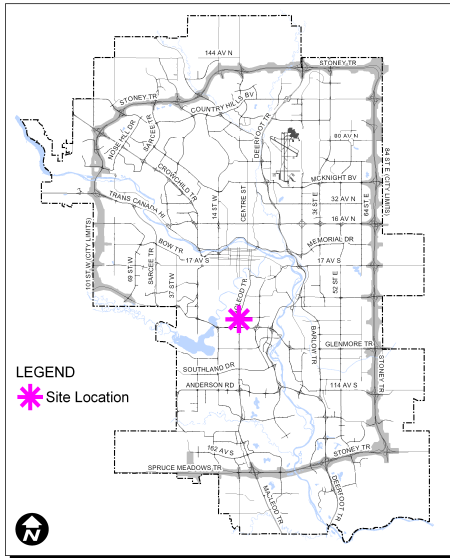 144 AV N
STONEY TR
STONEY TR
COUNTRY HILLS BV
DEERFOOT TR
NOSE HILL DR
SARCEE TR
80 AV N
84 ST E (CITY LIMITS)
CROWCHILD TR
MCKNIGHT BV
TRANS CANADA HI
14 ST W
CENTRE ST
36 ST E
32 AV N
64 ST E
16 AV N
BOW TR
MEMORIAL DR
101 ST W (CITY LIMITS)
69 ST W
SARCEE TR
37 ST W
17 AV S
17 AV S
52 ST E
BARLOW TR
GLENMORE TR
STONEY TR
SOUTHLAND DR
ANDERSON RD
114 AV S
LEGEND
Site Location
162 AV S
STONEY TR
SPRUCE MEADOWS TR
MACLEOD TR
DEERFOOT TR
N